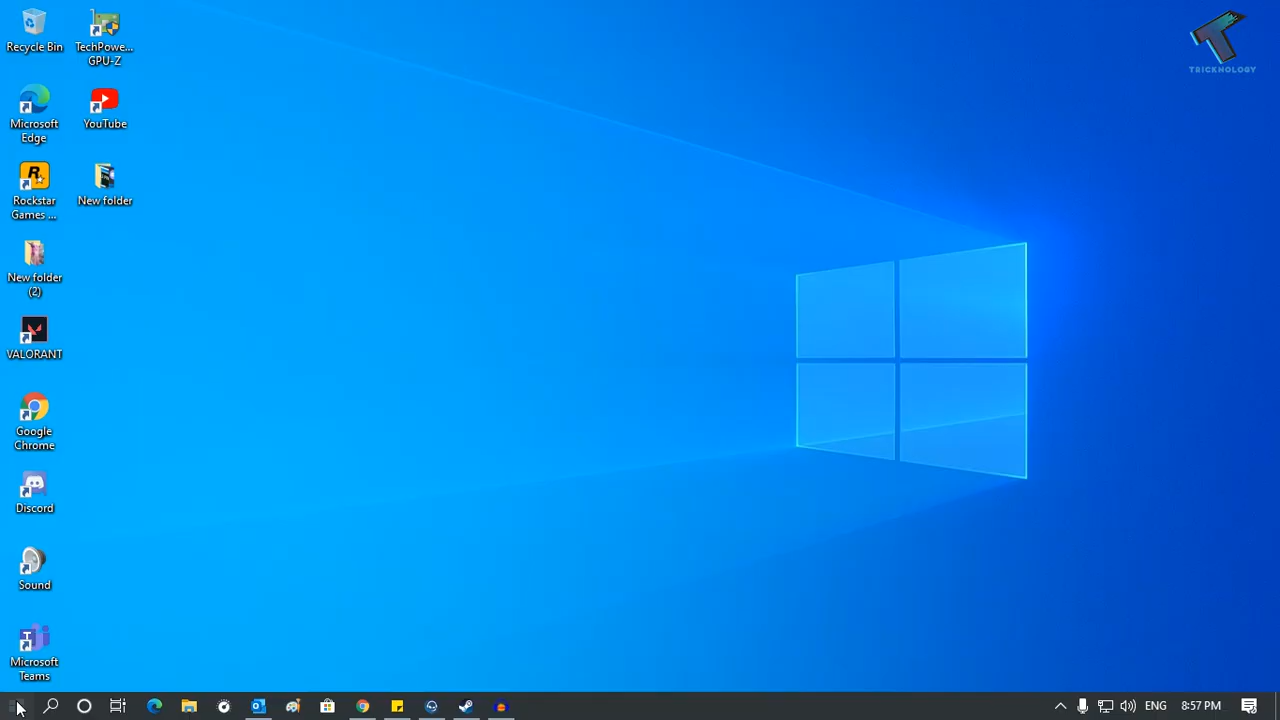 Recycle Bin
TechPowe...
GPU-Z
Microsoft
Edge
YouTube
Rockstar
Games ...
New folder
New folder
(2)
VALORANT
Google
Chrome
Discord
Sound
Microsoft
Teams
TRICKNOLOGY
ENG
8:57 PM